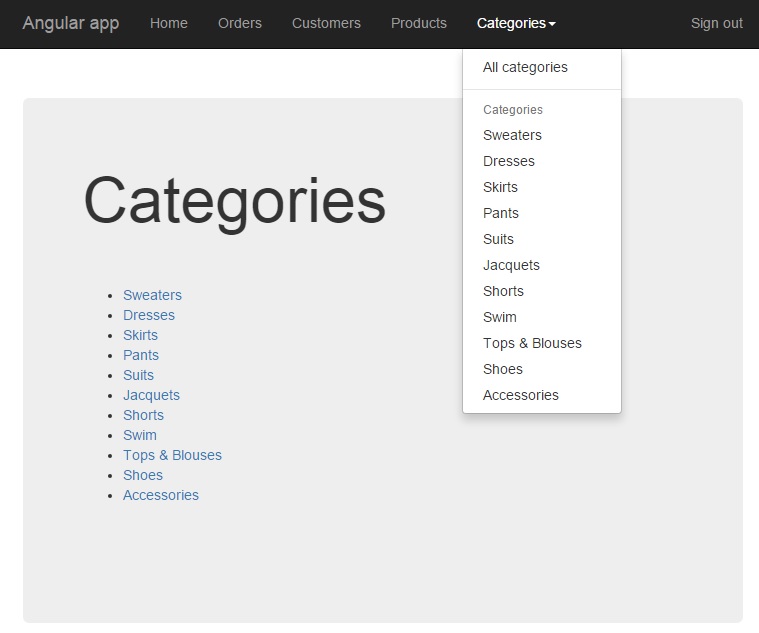 Angular app Home Orders Customers Products Categories Sign out
All categories
Categories
Sweaters
Dresses
Skirts
Pants
Suits
Jacquets
Shorts
Swim
Tops & Blouses
Shoes
Accessories
Categories
Sweaters
Dresses
Skirts
Pants
Suits
Jacquets
Shorts
Swim
Tops & Blouses
Shoes
Accessories